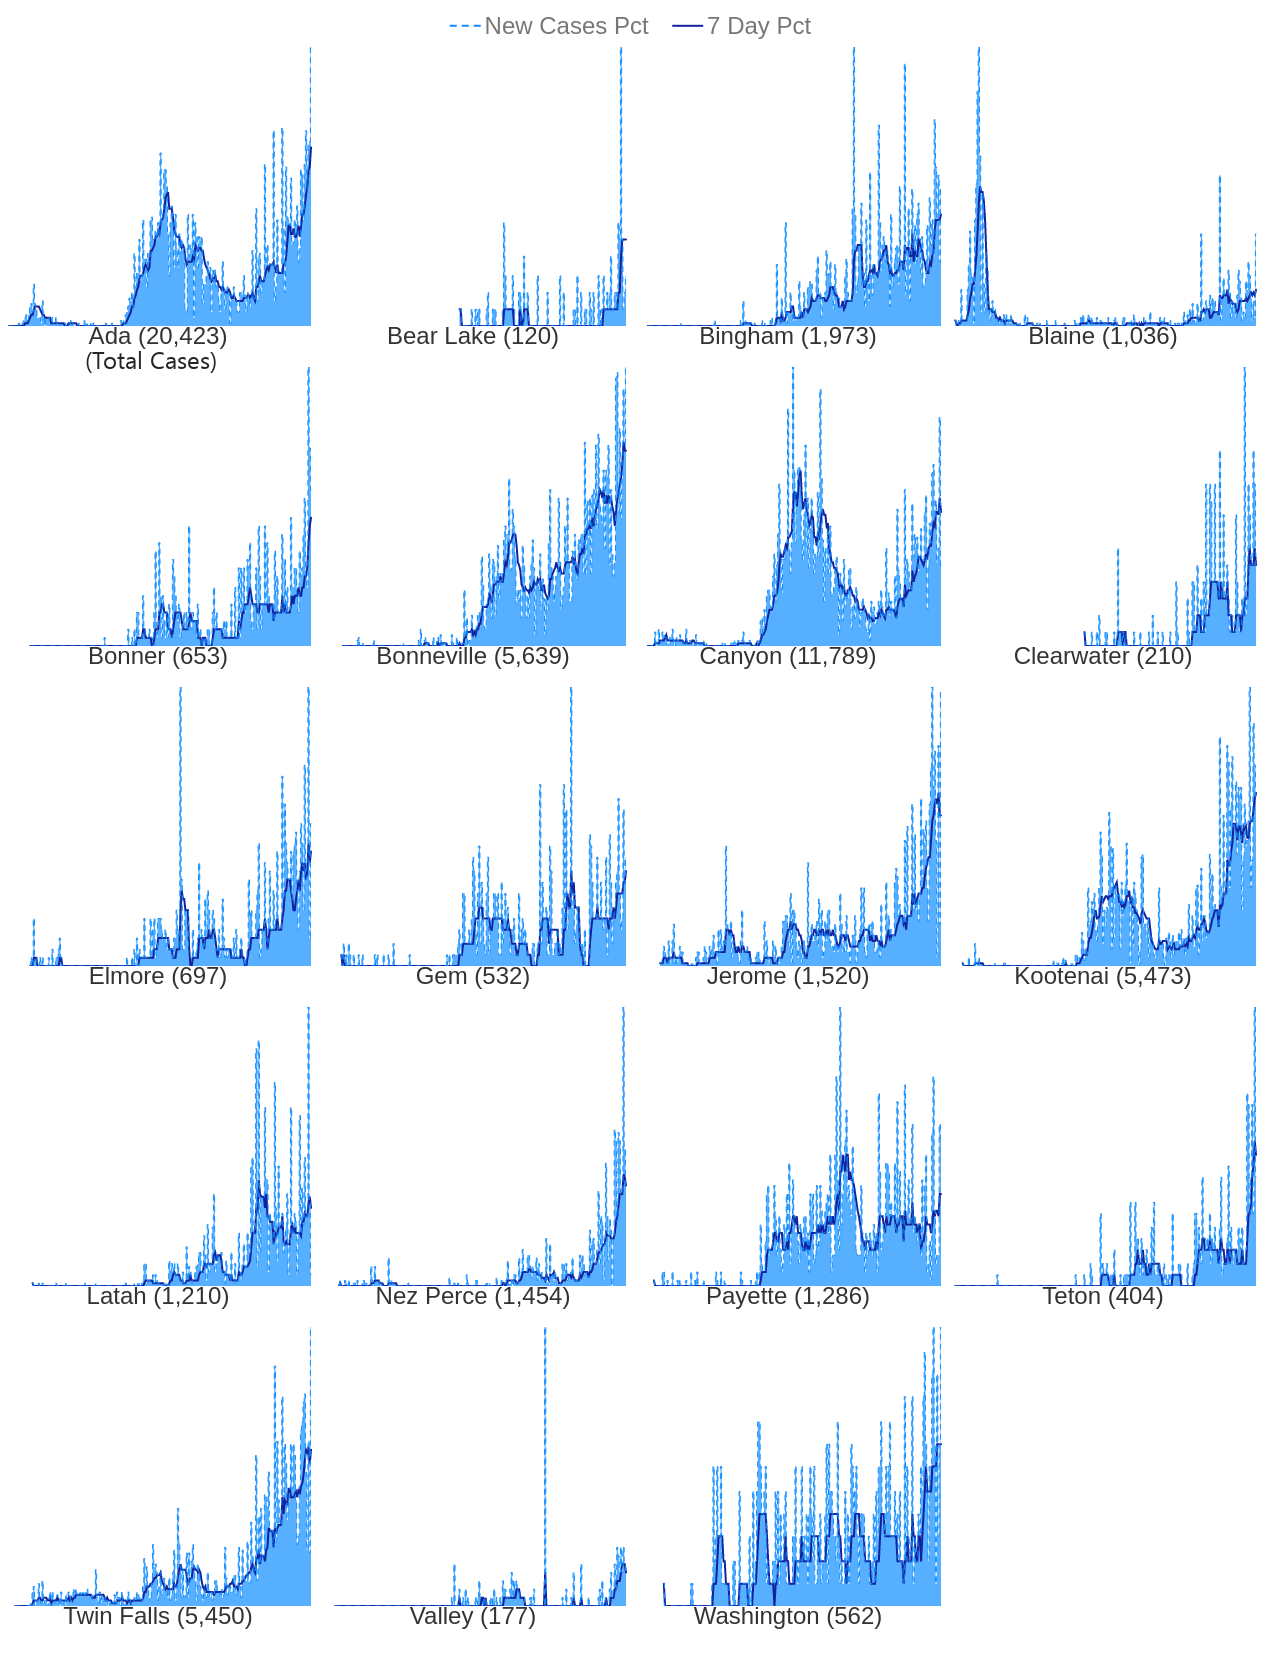 New Cases Pct 7 Day Pct
Ada (20,423) Bear Lake (120) Bingham (1,973) Blaine (1,036)
(Total Cases)
Bonner (653) Bonneville (5,639) Canyon (11,789) Clearwater (210)
Elmore (697) Gem (532) Jerome (1,520) Kootenai (5,473)
Latah (1,210) Nez Perce (1,454) Payette (1,286) Teton (404)
Twin Falls (5,450) Valley (177) Washington (562)